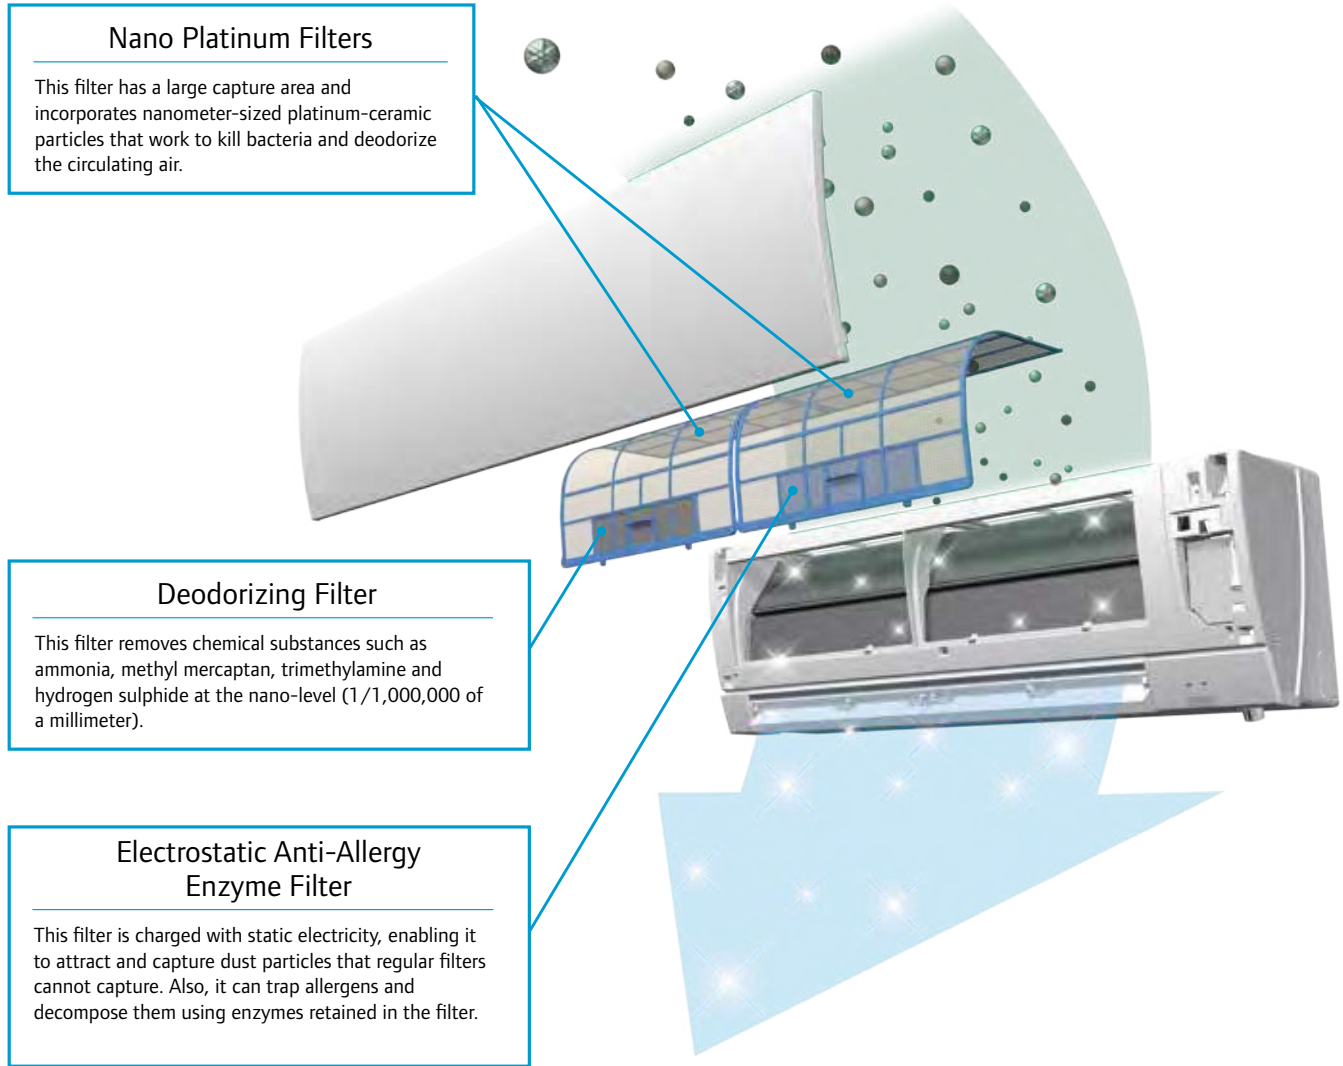 Nano Platinum Filters
This filter has a large capture area and
incorporates nanometer-sized platinum-ceramic
particles that work to kill bacteria and deodorize
the circulating air.
Deodorizing Filter
This filter removes chemical substances such as
ammonia, methyl mercaptan, trimethylamine and
hydrogen sulphide at the nano-level (1/1,000,000 of
a millimeter).
Electrostatic Anti-Allergy
Enzyme Filter
This filter is charged with static electricity, enabling it
to attract and capture dust particles that regular filters
cannot capture. Also, it can trap allergens and
decompose them using enzymes retained in the filter.